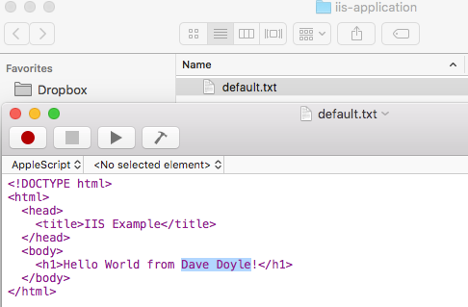 iis-application
Favorites
Name
Dropbox
default.txt
default.txt
AppleScript
<No selected element>
<!DOCTYPE html>
<html>
<head>
<title>IIS Example</title>
</head>
<body>
<h1>Hello World from Dave Doyle!</h1>
</body>
</html>